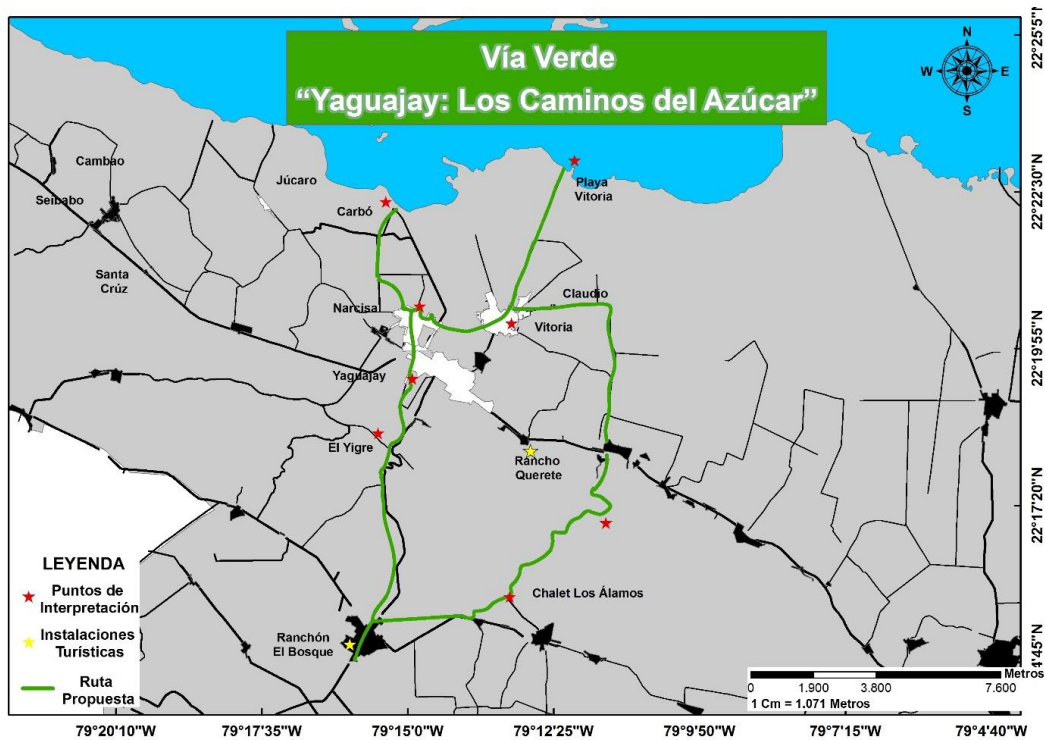 Vía Verde
“Yaguajay: Los Caminos del Azúcar”
N
W
E
S
22°25'5"N
22°22'30"N
22°19'55"N
22°17'20"N
4'45"N
Cambao
Seibabo
Júcaro
Carbó
Playa
Vitoria
Santa
Crúz
Narcisa
Claudio
Vitoria
Yaguajay
El Yigre
Rancho
Querete
Chalet Los Álamos
Ranchón
El Bosque
LEYENDA
Puntos de
Interpretación
Instalaciones
Turísticas
Ruta
Propuesta
Metros
0 1.900 3.800 7.600
1 Cm = 1.071 Metros
79°20'10"W 79°17'35"W 79°15'0"W 79°12'25"W 79°9'50"W 79°7'15"W 79°4'40"W